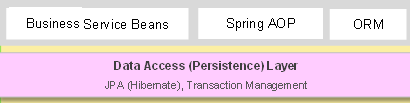 Business Service Beans
Spring AOP
ORM
Data Access (Persistence) Layer
JPA (Hibernate), Transaction Management